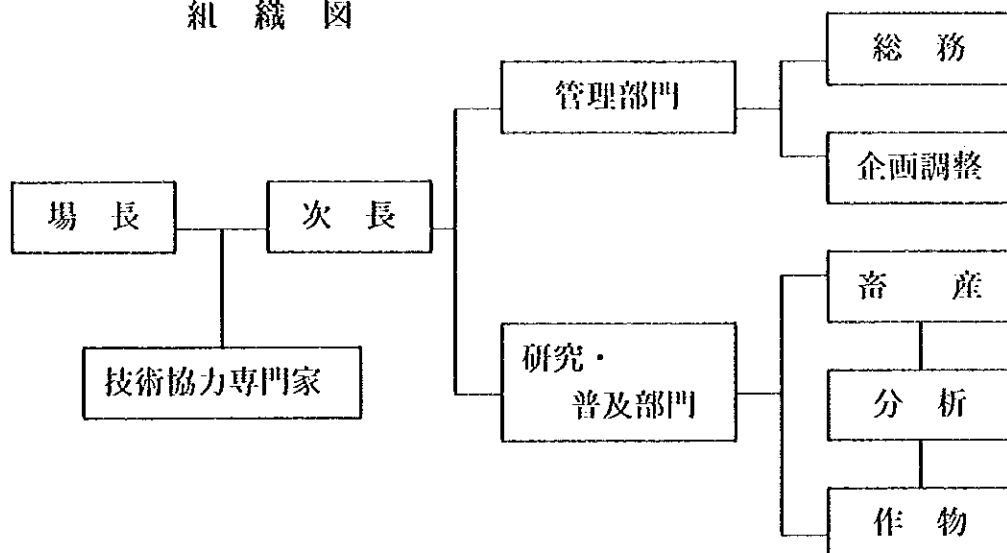 組織図
総務
管理部門
企画調整
場長
次長
畜産
研究・
普及部門
技術協力専門家
分析
作物